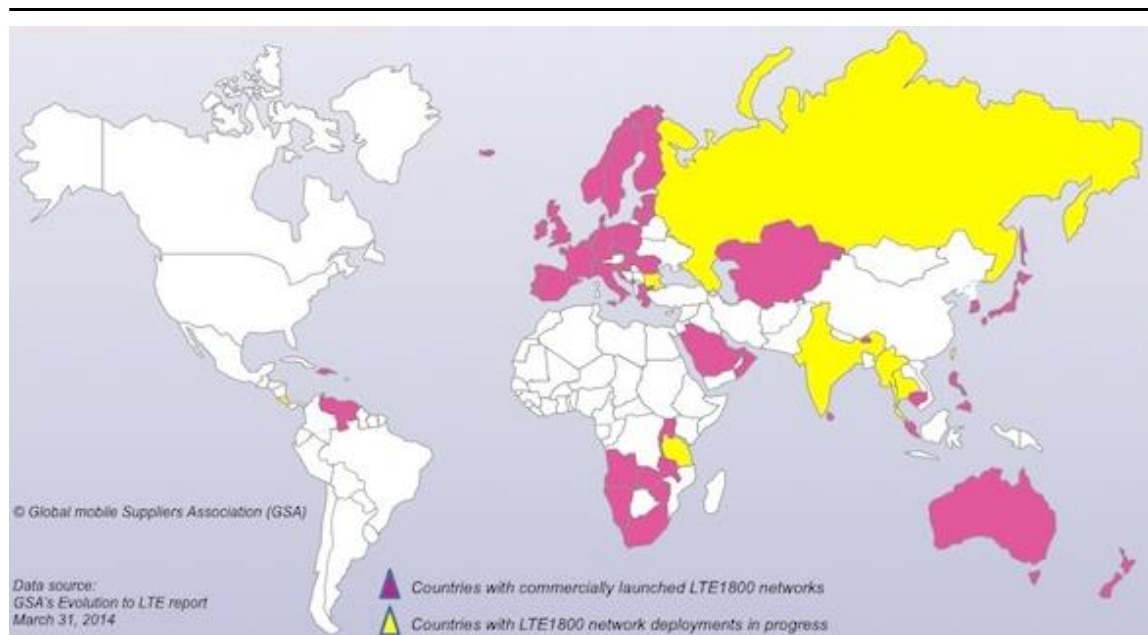 © Global mobile Suppliers Association (GSA)
Data source:
GSA's Evolution to LTE report
March 31, 2014
Countries with commercially launched LTE1800 networks
Countries with LTE1800 network deployments in progress